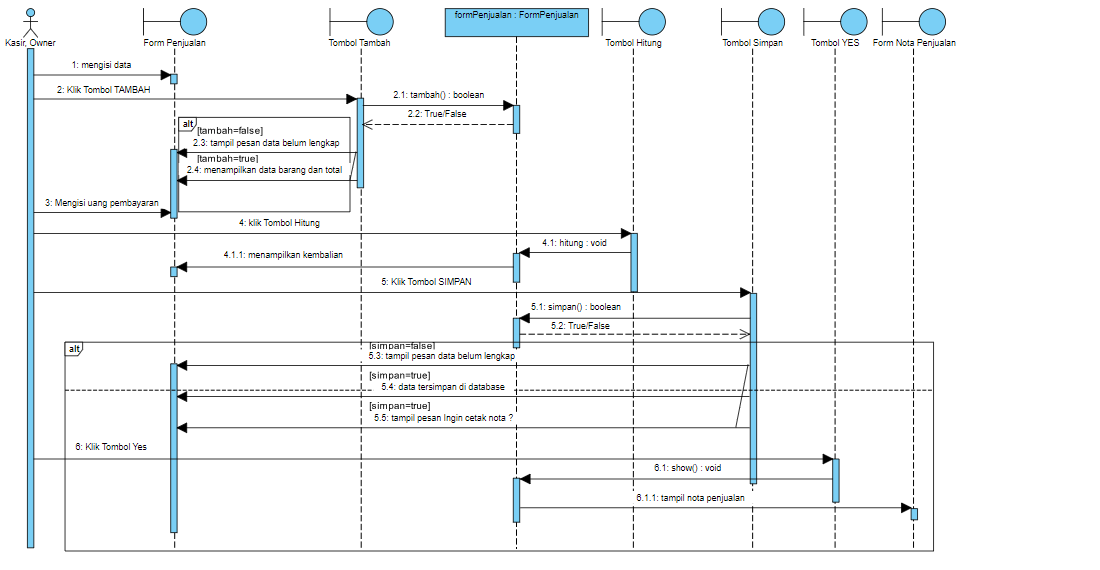 formPenjualan : FormPenjualan
Kasir, Owner
Form Penjualan
Tombol Tambah
Tombol Hitung
Tombol Simpan
Tombol YES
Form Nota Penjualan
1: mengisi data
2: Klik Tombol TAMBAH
2.1: tambah() : boolean
2.2: True/False
alt
[tambah=false]
2.3: tampil pesan data belum lengkap
[tambah=true]
2.4: menampilkan data barang dan total
3: Mengisi uang pembayaran
4: klik Tombol Hitung
4.1: hitung : void
4.1.1: menampilkan kembalian
5: Klik Tombol SIMPAN
5.1: simpan() : boolean
5.2: True/False
alt
[simpan=false]
5.3: tampil pesan data belum lengkap
[simpan=true]
5.4: data tersimpan di database
[simpan=true]
5.5: tampil pesan Ingin cetak nota ?
6: Klik Tombol Yes
6.1: show() : void
6.1.1: tampil nota penjualan